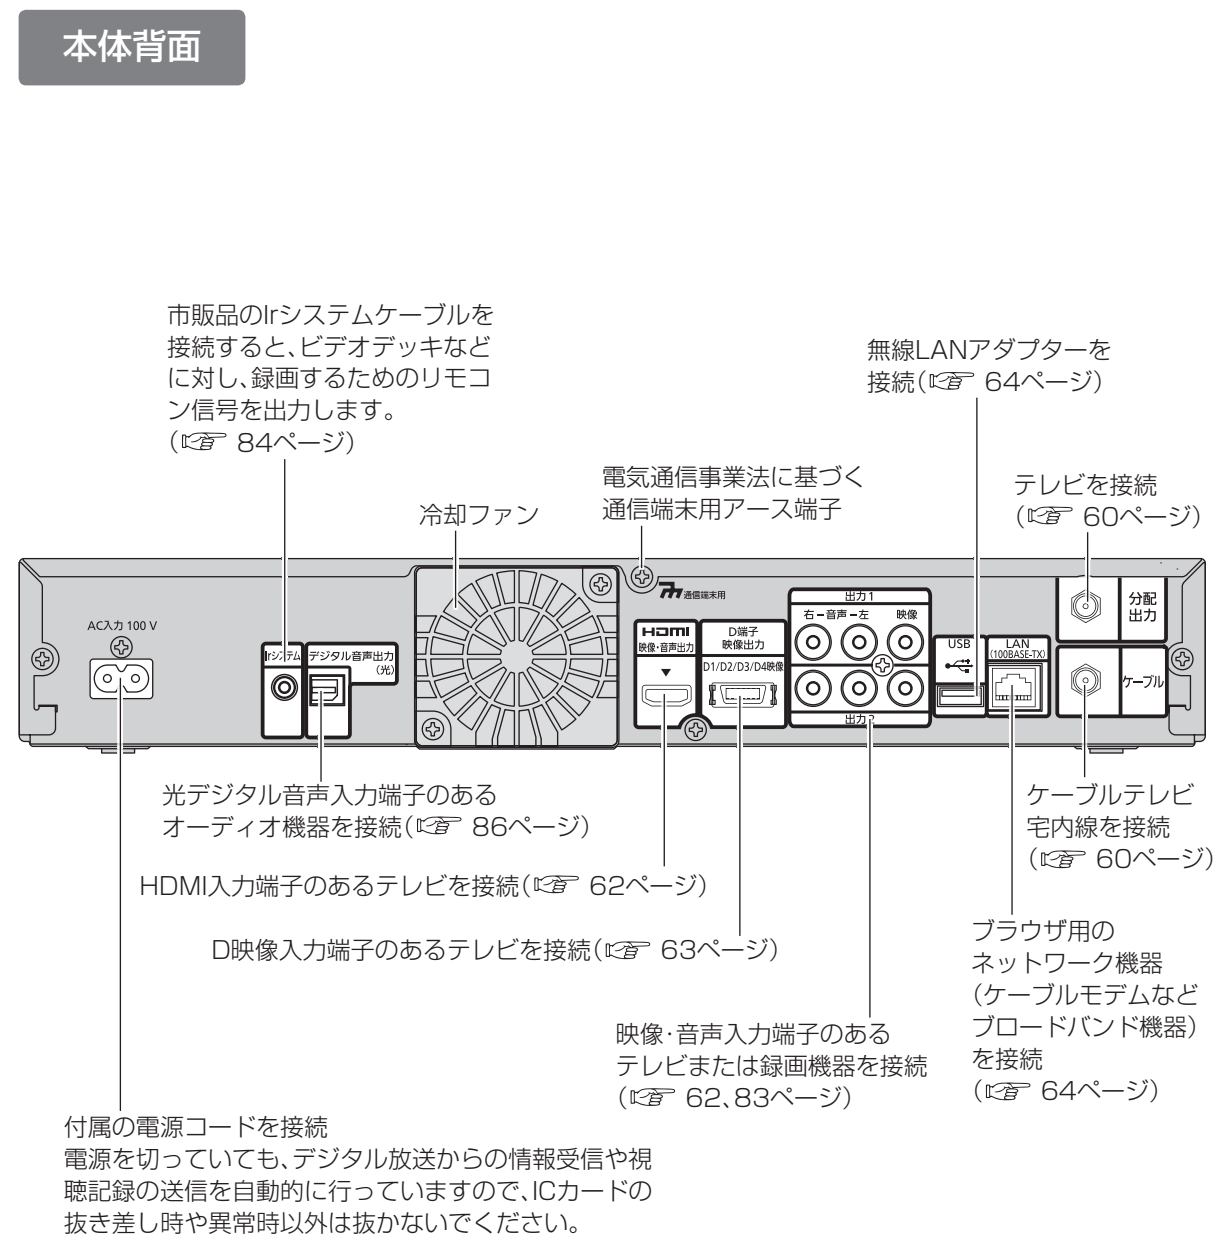 本体背面
市販品のIrシステムケーブルを
接続すると、ビデオデッキなど
に対し、録画するためのリモコ
ン信号を出力します。
(☞ 84ページ)
無線LANアダプターを
接続(☞ 64ページ)
冷却ファン
電気通信事業法に基づく
通信端末用アース端子
テレビを接続
(☞ 60ページ)
AC入力 100 V
Irシステム
デジタル音声出力
(光)
通信端末用
HDMI
映像・音声出力
D端子
映像出力
D1/D2/D3/D4映像
出力1
右-音声-左 映像
出力2
USB
LAN
(100BASE-TX)
分配
出力
ケーブル
光デジタル音声入力端子のある
オーディオ機器を接続(☞ 86ページ)
HDMI入力端子のあるテレビを接続(☞ 62ページ)
D映像入力端子のあるテレビを接続(☞ 63ページ)
映像・音声入力端子のある
テレビまたは録画機器を接続
(☞ 62、83ページ)
ケーブルテレビ
宅内線を接続
(☞ 60ページ)
ブラウザ用の
ネットワーク機器
(ケーブルモデムなど
ブロードバンド機器)
を接続
(☞ 64ページ)
付属の電源コードを接続
電源を切っていても、デジタル放送からの情報受信や視
聴記録の送信を自動的に行っていますので、ICカードの
抜き差し時や異常時以外は抜かないでください。